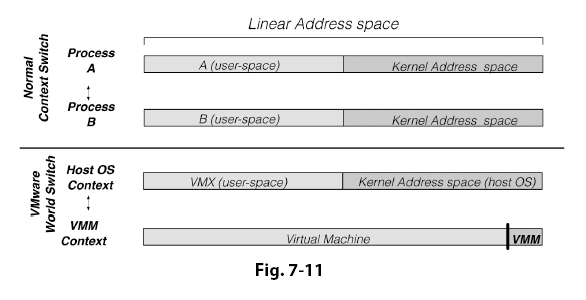 Linear Address space
Normal
Context Switch
Process
A
A (user-space)
Kernel Address space
Process
B
B (user-space)
Kernel Address space
VMware
World Switch
Host OS
Context
VMX (user-space)
Kernel Address space (host OS)
VMM
Context
Virtual Machine
VMM
Fig. 7-11